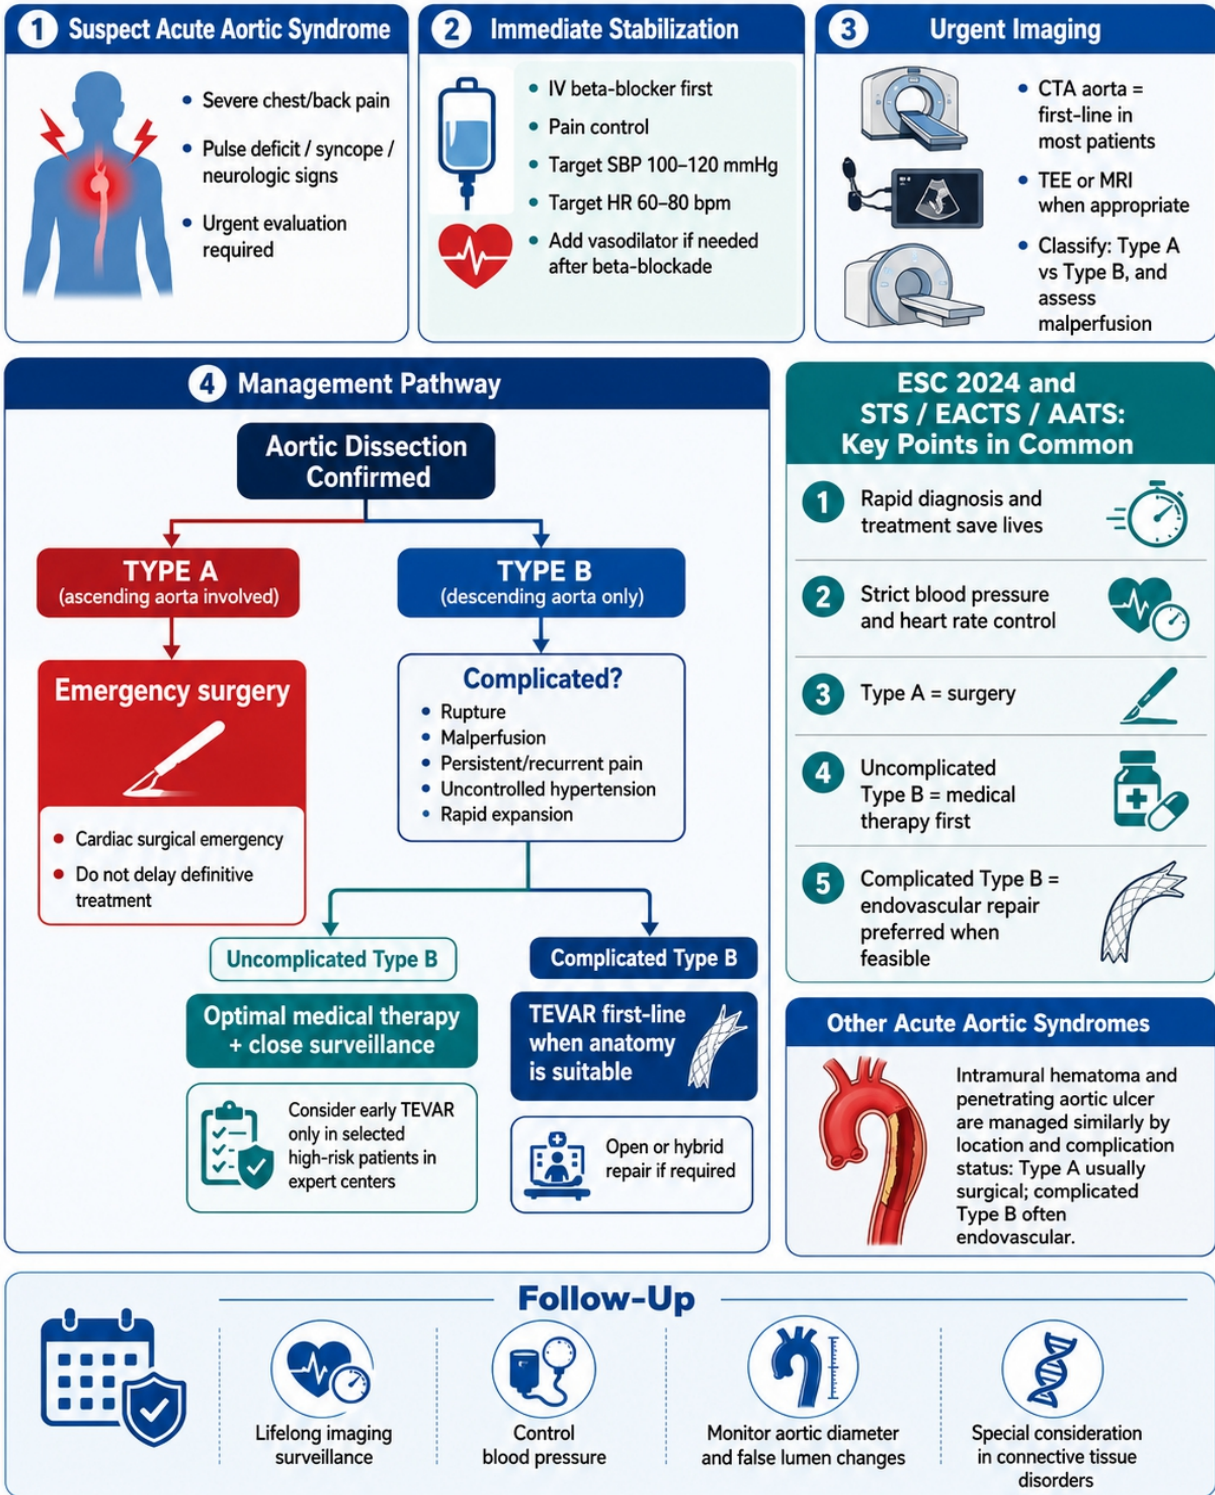 1 Suspect Acute Aortic Syndrome
• Severe chest/back pain
• Pulse deficit / syncope /
neurologic signs
• Urgent evaluation
required
2 Immediate Stabilization
• IV beta-blocker first
• Pain control
• Target SBP 100–120 mmHg
• Target HR 60–80 bpm
• Add vasodilator if needed
after beta-blockade
3 Urgent Imaging
• CTA aorta =
first-line in
most patients
• TEE or MRI
when appropriate
• Classify: Type A
vs Type B, and
assess
malperfusion
4 Management Pathway
Aortic Dissection
Confirmed
TYPE A
(ascending aorta involved)
Emergency surgery
• Cardiac surgical emergency
• Do not delay definitive
treatment
TYPE B
(descending aorta only)
Complicated?
• Rupture
• Malperfusion
• Persistent/recurrent pain
• Uncontrolled hypertension
• Rapid expansion
Uncomplicated Type B
Optimal medical therapy
+ close surveillance
Consider early TEVAR
only in selected
high-risk patients in
expert centers
Complicated Type B
TEVAR first-line
when anatomy
is suitable
Open or hybrid
repair if required
ESC 2024 and
STS / EACTS / AATS:
Key Points in Common
1 Rapid diagnosis and
treatment save lives
2 Strict blood pressure
and heart rate control
3 Type A = surgery
4 Uncomplicated
Type B = medical
therapy first
5 Complicated Type B =
endovascular repair
preferred when
feasible
Other Acute Aortic Syndromes
Intramural hematoma and
penetrating aortic ulcer
are managed similarly by
location and complication
status: Type A usually
surgical; complicated
Type B often
endovascular.
Follow-Up
Lifelong imaging
surveillance
Control
blood pressure
Monitor aortic diameter
and false lumen changes
Special consideration
in connective tissue
disorders